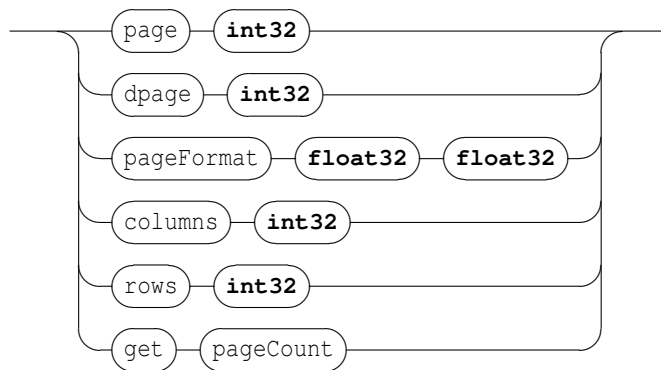 page int32
dpage int32
pageFormat float32 float32
columns int32
rows int32
get pageCount